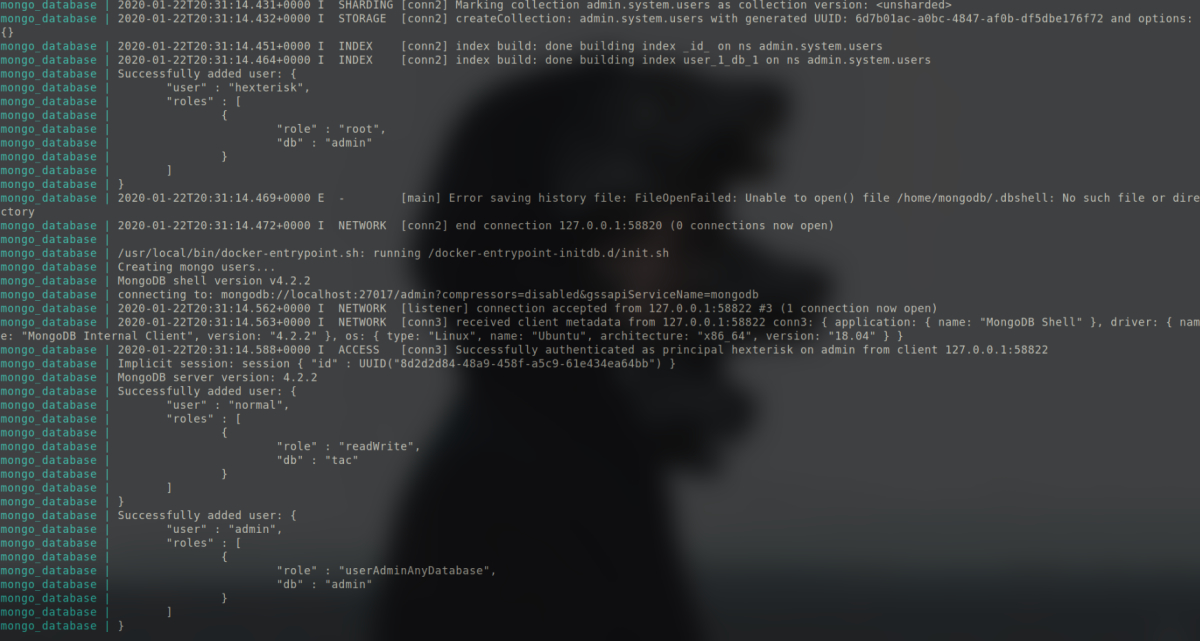 mongo_database | 2020-01-22T20:31:14.431+0000 I  SHARDING [conn2] Marking collection admin.system.users as collection version: <unsharded>
mongo_database | 2020-01-22T20:31:14.432+0000 I  STORAGE  [conn2] createCollection: admin.system.users with generated UUID: 6d7b01ac-a0bc-4847-af0b-df5dbe176f72 and options:
{}
mongo_database | 2020-01-22T20:31:14.451+0000 I  INDEX    [conn2] index build: done building index _id_ on ns admin.system.users
mongo_database | 2020-01-22T20:31:14.464+0000 I  INDEX    [conn2] index build: done building index user_1_db_1 on ns admin.system.users
mongo_database | Successfully added user: {
mongo_database |        "user" : "hexterisk",
mongo_database |        "roles" : [
mongo_database |                {
mongo_database |                        "role" : "root",
mongo_database |                        "db" : "admin"
mongo_database |                }
mongo_database |        ]
mongo_database | }
mongo_database | 2020-01-22T20:31:14.469+0000 E  -        [main] Error saving history file: FileOpenFailed: Unable to open() file /home/mongodb/.dbshell: No such file or dire
ctory
mongo_database | 2020-01-22T20:31:14.472+0000 I  NETWORK  [conn2] end connection 127.0.0.1:58820 (0 connections now open)
mongo_database |
mongo_database | /usr/local/bin/docker-entrypoint.sh: running /docker-entrypoint-initdb.d/init.sh
mongo_database | Creating mongo users...
mongo_database | MongoDB shell version v4.2.2
mongo_database | connecting to: mongodb://localhost:27017/admin?compressors=disabled&gssapiServiceName=mongodb
mongo_database | 2020-01-22T20:31:14.562+0000 I  NETWORK  [listener] connection accepted from 127.0.0.1:58822 #3 (1 connection now open)
mongo_database | 2020-01-22T20:31:14.563+0000 I  NETWORK  [conn3] received client metadata from 127.0.0.1:58822 conn3: { application: { name: "MongoDB Shell" }, driver: { nam
e: "MongoDB Internal Client", version: "4.2.2" }, os: { type: "Linux", name: "Ubuntu", architecture: "x86_64", version: "18.04" } }
mongo_database | 2020-01-22T20:31:14.588+0000 I  ACCESS   [conn3] Successfully authenticated as principal hexterisk on admin from client 127.0.0.1:58822
mongo_database | Implicit session: session { "id" : UUID("8d2d2d84-48a9-458f-a5c9-61e434ea64bb") }
mongo_database | MongoDB server version: 4.2.2
mongo_database | Successfully added user: {
mongo_database |        "user" : "normal",
mongo_database |        "roles" : [
mongo_database |                {
mongo_database |                        "role" : "readWrite",
mongo_database |                        "db" : "tac"
mongo_database |                }
mongo_database |        ]
mongo_database | }
mongo_database | Successfully added user: {
mongo_database |        "user" : "admin",
mongo_database |        "roles" : [
mongo_database |                {
mongo_database |                        "role" : "userAdminAnyDatabase",
mongo_database |                        "db" : "admin"
mongo_database |                }
mongo_database |        ]
mongo_database | }